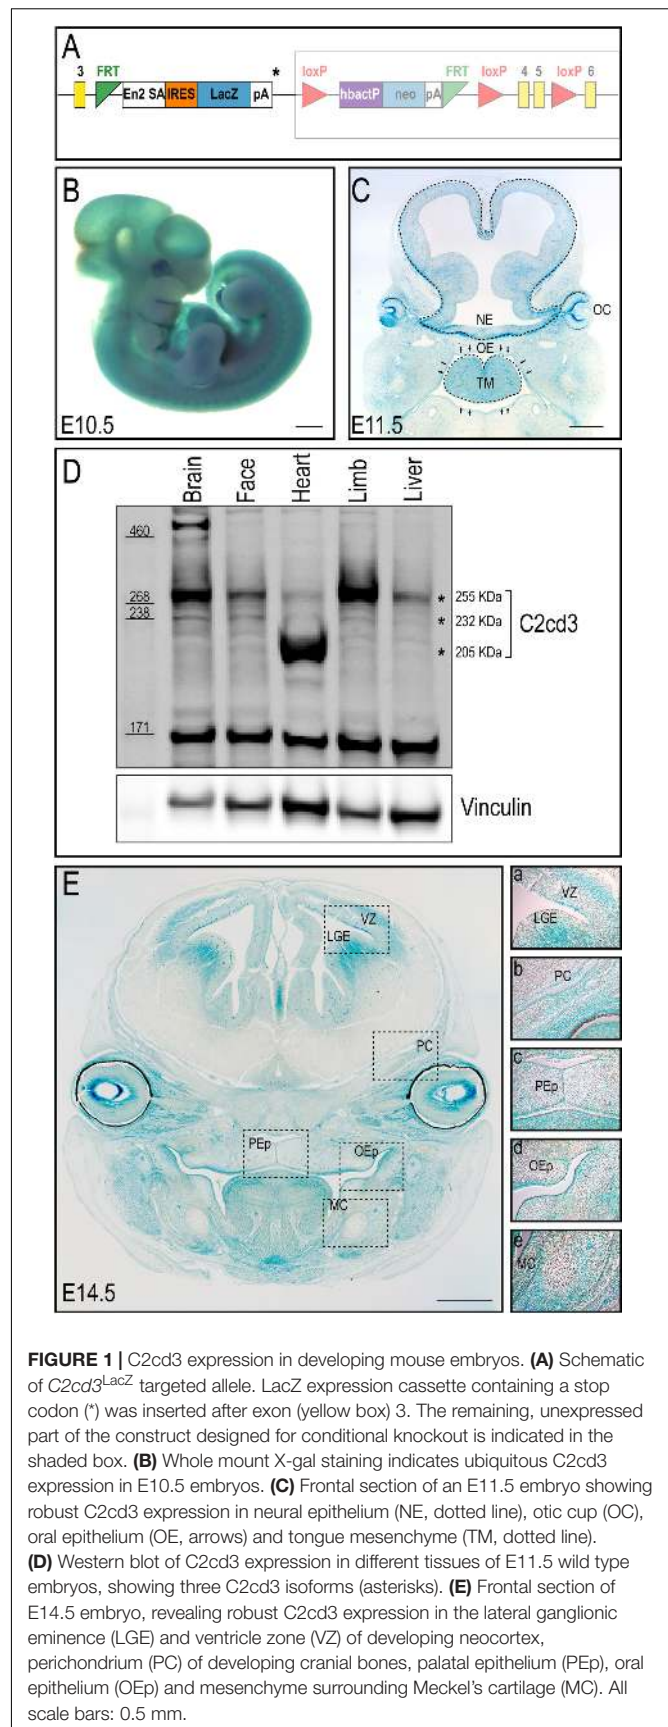 A
3 FRT * loxP FRT loxP 4 5 loxP 6
En2 SA IRES LacZ pA hbactP neo pA
B
E10.5
C
NE
OC
OE
TM
E11.5
D
Brain Face Heart Limb Liver
460
268
238
171
* 255 KDa
* 232 KDa
* 205 KDa
C2cd3
Vinculin
E
VZ
LGE
PC
PEp
OEp
MC
E14.5
a
VZ
LGE
b
PC
c
PEp
d
OEp
e
MC
FIGURE 1 | C2cd3 expression in developing mouse embryos. (A) Schematic
of C2cd3LacZ targeted allele. LacZ expression cassette containing a stop
codon (*) was inserted after exon (yellow box) 3. The remaining, unexpressed
part of the construct designed for conditional knockout is indicated in the
shaded box. (B) Whole mount X-gal staining indicates ubiquitous C2cd3
expression in E10.5 embryos. (C) Frontal section of an E11.5 embryo showing
robust C2cd3 expression in neural epithelium (NE, dotted line), otic cup (OC),
oral epithelium (OE, arrows) and tongue mesenchyme (TM, dotted line).
(D) Western blot of C2cd3 expression in different tissues of E11.5 wild type
embryos, showing three C2cd3 isoforms (asterisks). (E) Frontal section of
E14.5 embryo, revealing robust C2cd3 expression in the lateral ganglionic
eminence (LGE) and ventricle zone (VZ) of developing neocortex,
perichondrium (PC) of developing cranial bones, palatal epithelium (PEp), oral
epithelium (OEp) and mesenchyme surrounding Meckel's cartilage (MC). All
scale bars: 0.5 mm.